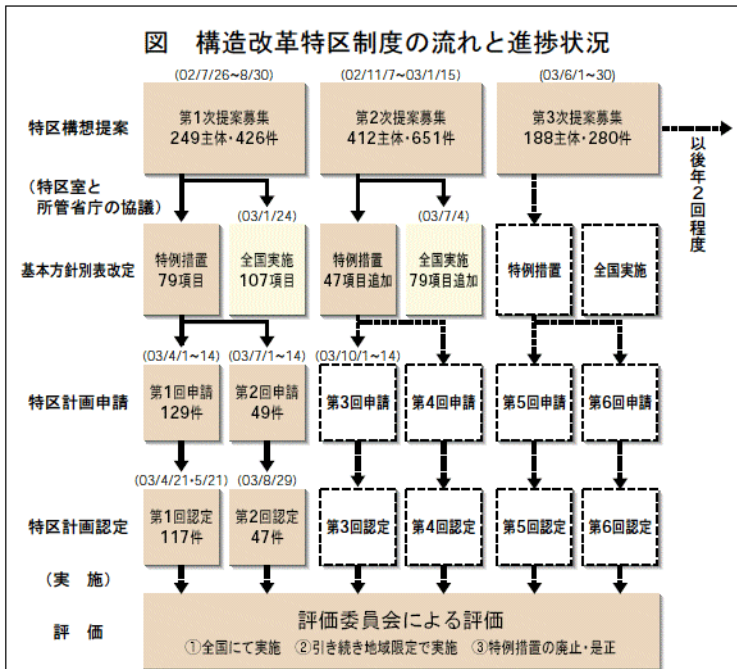 図　構造改革特区制度の流れと進捗状況
(02/7/26~8/30)
(02/11/7~03/1/15)
(03/6/1~30)
特区構想提案
第1次提案募集
249主体・426件
第2次提案募集
412主体・651件
第3次提案募集
188主体・280件
以後年2回程度
(特区室と
所管省庁の協議)
(03/1/24)
(03/7/4)
基本方針別表改定
特例措置
79項目
全国実施
107項目
特例措置
47項目追加
全国実施
79項目追加
特例措置
全国実施
(03/4/1~14)
(03/7/1~14)
(03/10/1~14)
特区計画申請
第1回申請
129件
第2回申請
49件
第3回申請
第4回申請
第5回申請
第6回申請
(03/4/21・5/21)
(03/8/29)
特区計画認定
第1回認定
117件
第2回認定
47件
第3回認定
第4回認定
第5回認定
第6回認定
(実　施)
評　価
評価委員会による評価
①全国にて実施　②引き続き地域限定で実施　③特例措置の廃止・是正